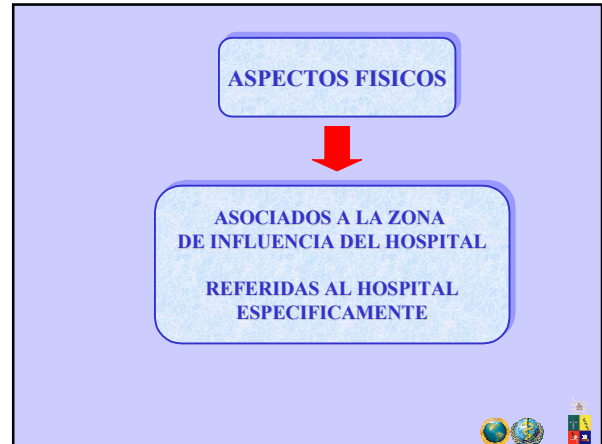 ASPECTOS FISICOS
ASOCIADOS A LA ZONA
DE INFLUENCIA DEL HOSPITAL
REFERIDAS AL HOSPITAL
ESPECIFICAMENTE